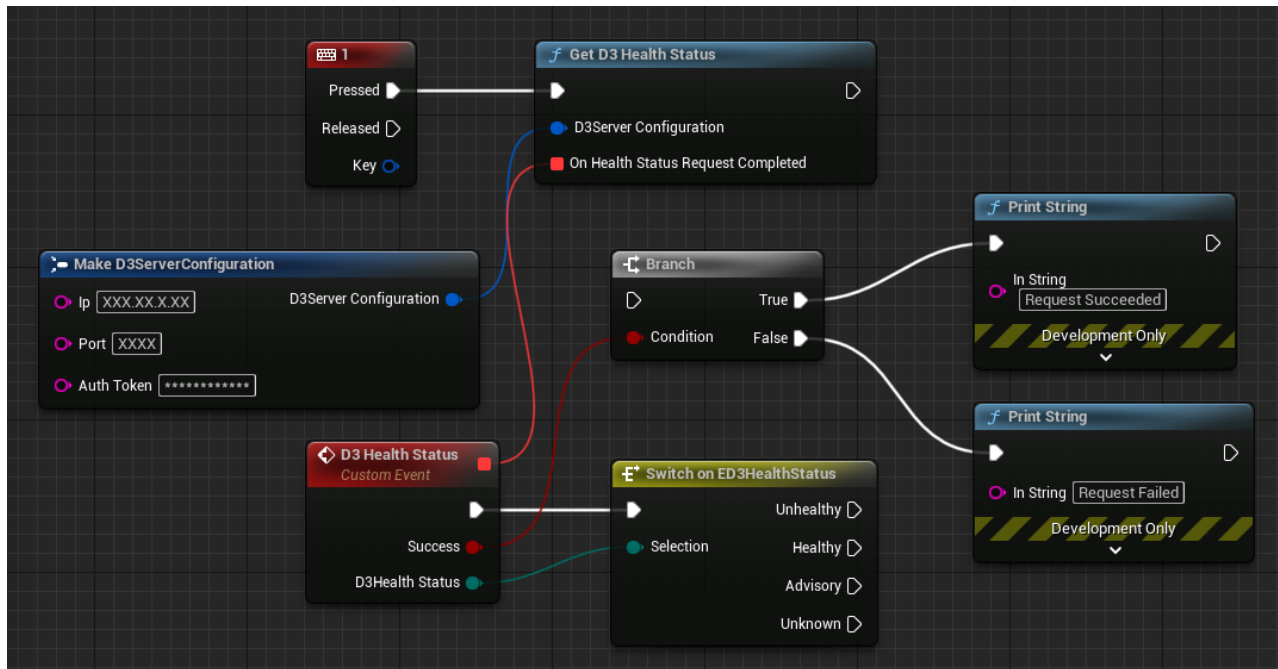 1
Pressed
Released
Key
Get D3 Health Status
D3Server Configuration
On Health Status Request Completed
Make D3ServerConfiguration
Ip XXX.XX.X.XX
D3Server Configuration
Port XXXX
Auth Token ************
Branch
True
Condition
False
Print String
In String
Request Succeeded
Development Only
D3 Health Status
Custom Event
Success
D3Health Status
Switch on ED3HealthStatus
Unhealthy
Selection
Healthy
Advisory
Unknown
Print String
In String Request Failed
Development Only